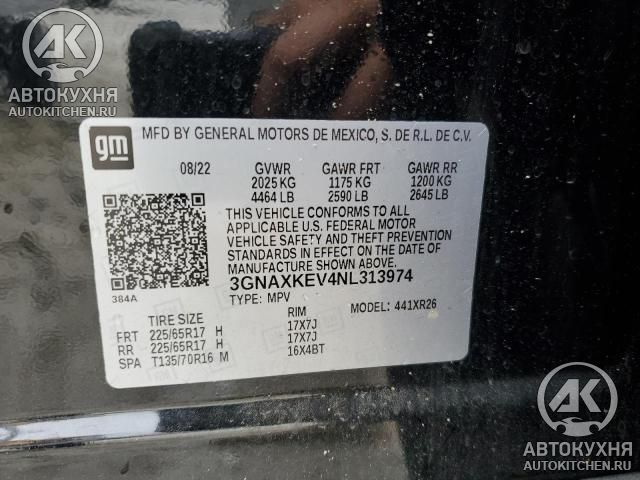 АК
АВТОКУХНЯ
AUTOKITCHEN.RU
gm
MFD BY GENERAL MOTORS DE MEXICO, S. DE R.L. DE C.V.
08/22 GVWR GAWR FRT GAWR RR
2025 KG 1175 KG 1200 KG
4464 LB 2590 LB 2645 LB
THIS VEHICLE CONFORMS TO ALL
APPLICABLE U.S. FEDERAL MOTOR
VEHICLE SAFETY AND THEFT PREVENTION
STANDARDS IN EFFECT ON THE DATE OF
MANUFACTURE SHOWN ABOVE.
3GNAXKEV4NL313974
384A
TYPE: MPV MODEL: 441XR26
TIRE SIZE RIM
FRT 225/65R17 H 17X7J
RR 225/65R17 H 17X7J
SPA T135/70R16 M 16X4BT
АК
АВТОКУХНЯ
AUTOKITCHEN.RU